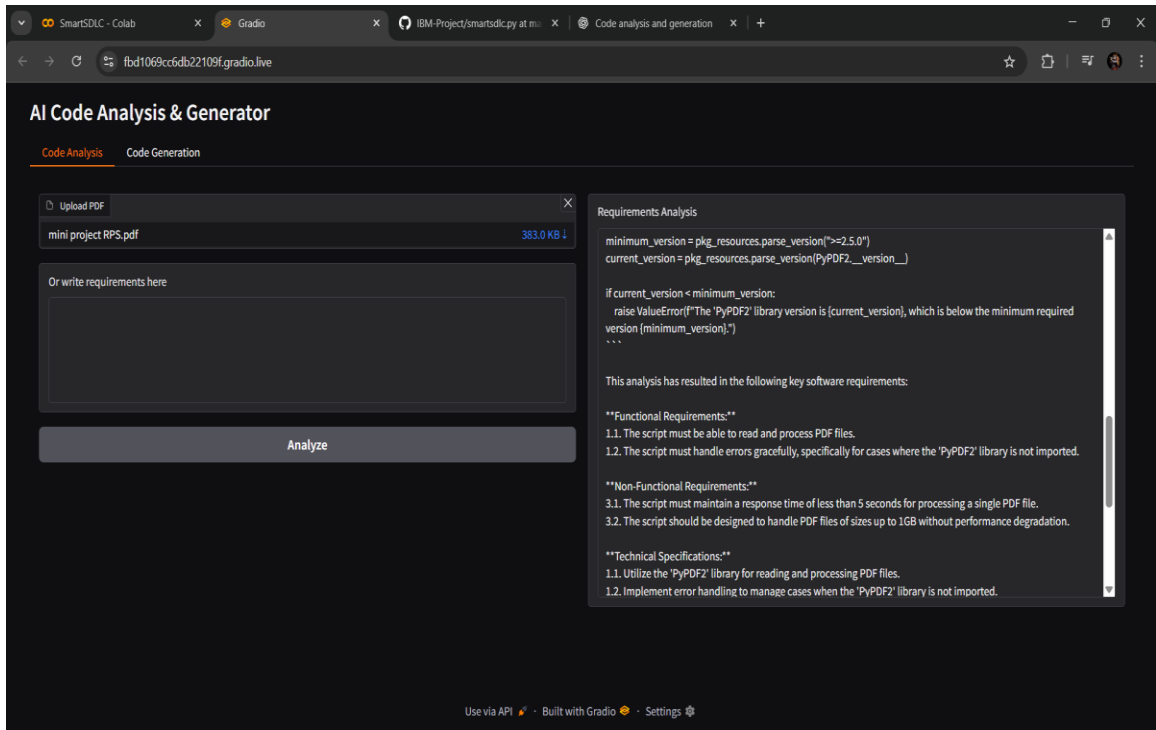 SmartSDLC - Colab
Gradio
IBM-Project/smartsdlc.py at ma
Code analysis and generation
fbd1069cc6db22109f.gradio.live
AI Code Analysis & Generator
Code Analysis
Code Generation
Upload PDF
mini project RPS.pdf
383.0 KB ↓
Or write requirements here
Analyze
Requirements Analysis
minimum_version = pkg_resources.parse_version(">=2.5.0")
current_version = pkg_resources.parse_version(PyPDF2.__version__)
if current_version < minimum_version:
raise ValueError(f"The 'PyPDF2' library version is {current_version}, which is below the minimum required
version {minimum_version}.")
```
This analysis has resulted in the following key software requirements:
**Functional Requirements:**
1.1. The script must be able to read and process PDF files.
1.2. The script must handle errors gracefully, specifically for cases where the 'PyPDF2' library is not imported.
**Non-Functional Requirements:**
3.1. The script must maintain a response time of less than 5 seconds for processing a single PDF file.
3.2. The script should be designed to handle PDF files of sizes up to 1GB without performance degradation.
**Technical Specifications:**
1.1. Utilize the 'PyPDF2' library for reading and processing PDF files.
1.2. Implement error handling to manage cases when the 'PyPDF2' library is not imported.
Use via API · Built with Gradio · Settings